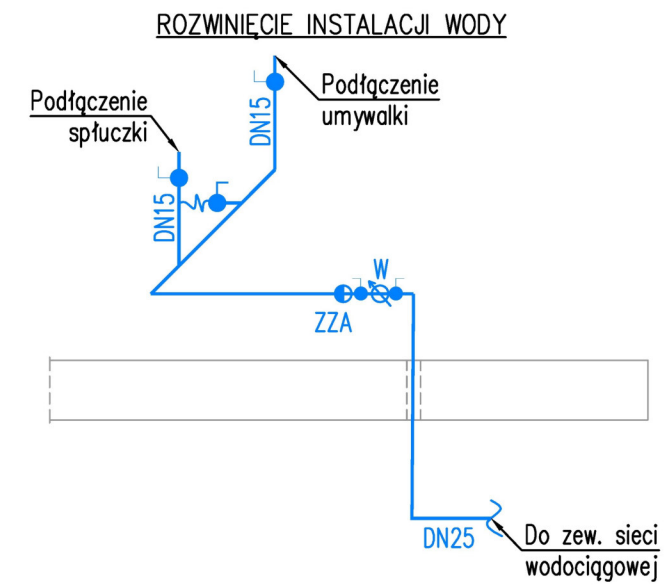 ROZWINIĘCIE INSTALACJI WODY
Podłączenie
umywalki
Podłączenie
spłuczki
DN15
DN15
W
ZZA
DN25
Do zew. sieci
wodociągowej